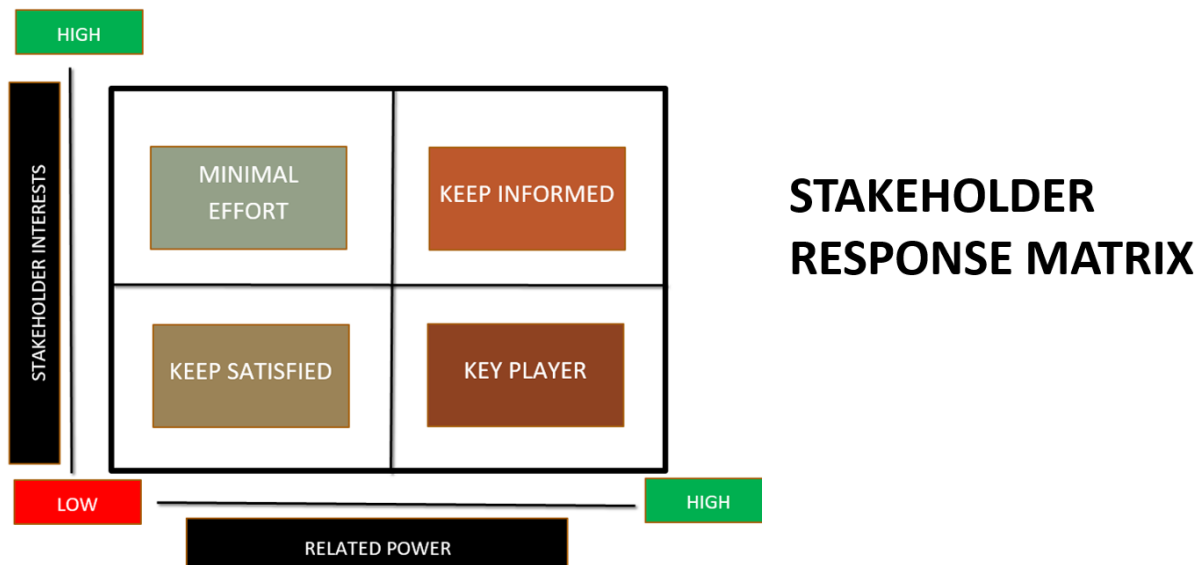 HIGH
STAKEHOLDER INTERESTS
MINIMAL
EFFORT
KEEP INFORMED
KEEP SATISFIED
KEY PLAYER
LOW
HIGH
RELATED POWER
STAKEHOLDER
RESPONSE MATRIX